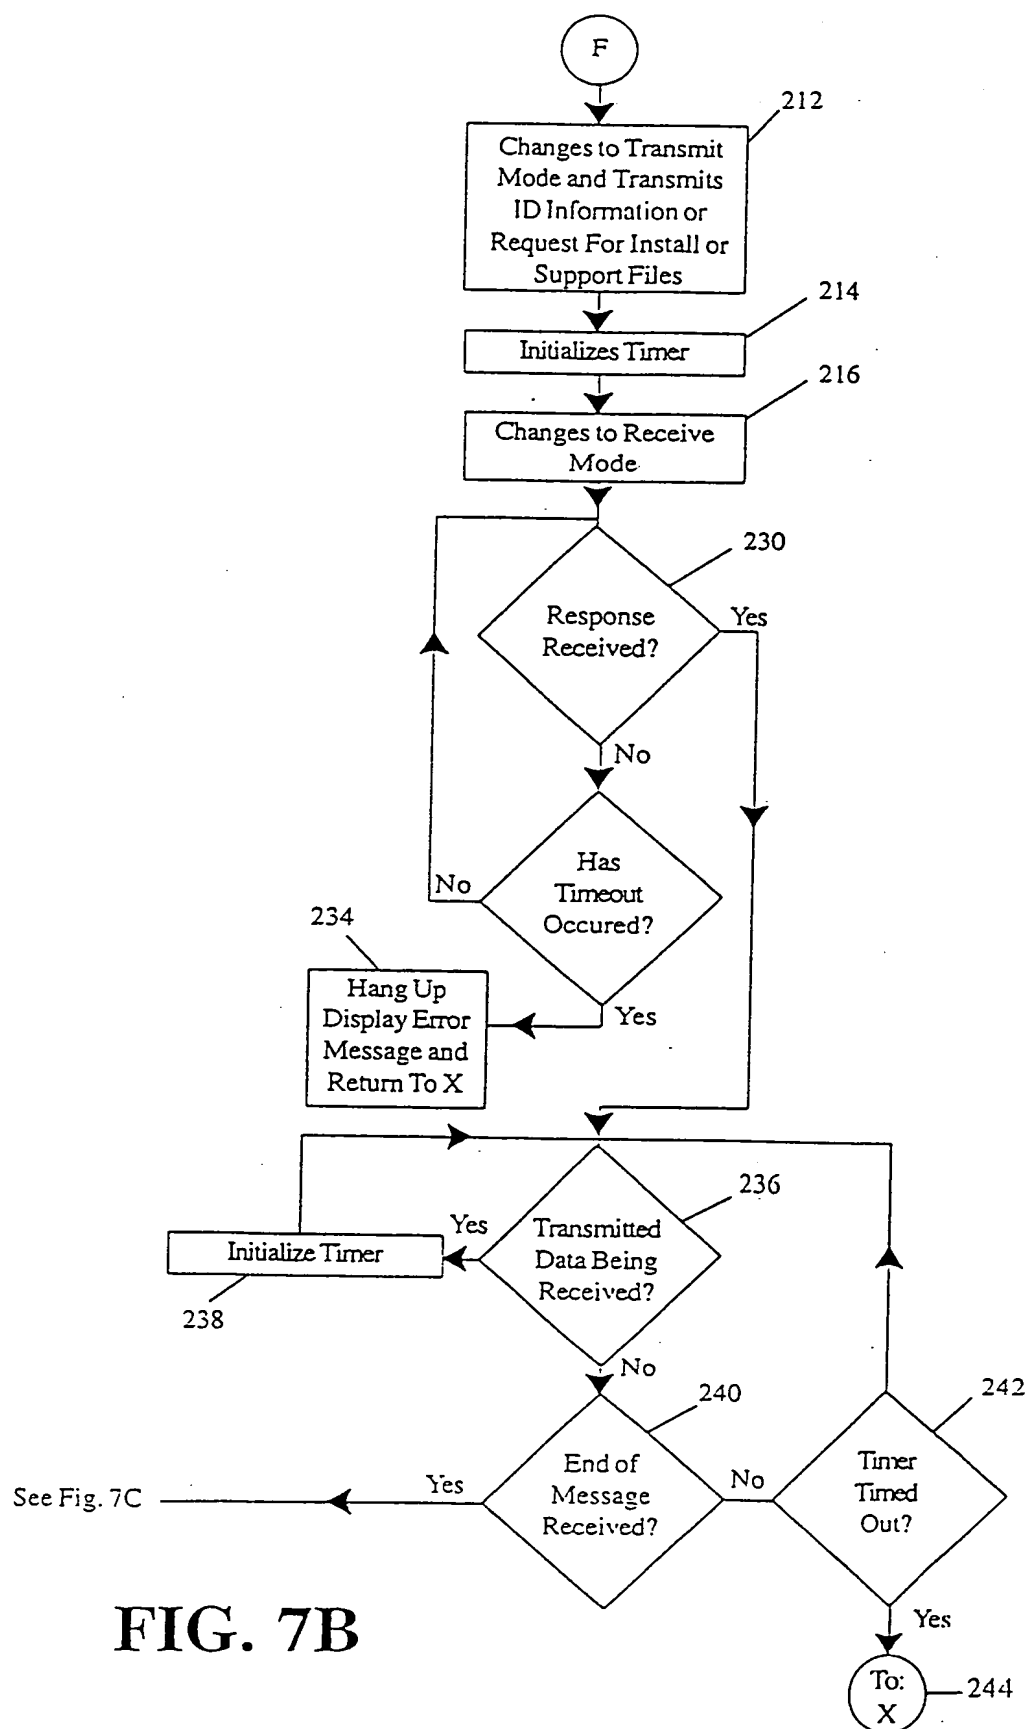 F
212
Changes to Transmit
Mode and Transmits
ID Information or
Request For Install or
Support Files
214
Initializes Timer
216
Changes to Receive
Mode
230
Response
Received?
Yes
No
Has
Timeout
Occured?
No
Yes
234
Hang Up
Display Error
Message and
Return To X
236
Transmitted
Data Being
Received?
Yes
Initialize Timer
238
No
240
End of
Message
Received?
Yes
See Fig. 7C
No
242
Timer
Timed
Out?
Yes
To:
X
244
FIG. 7B